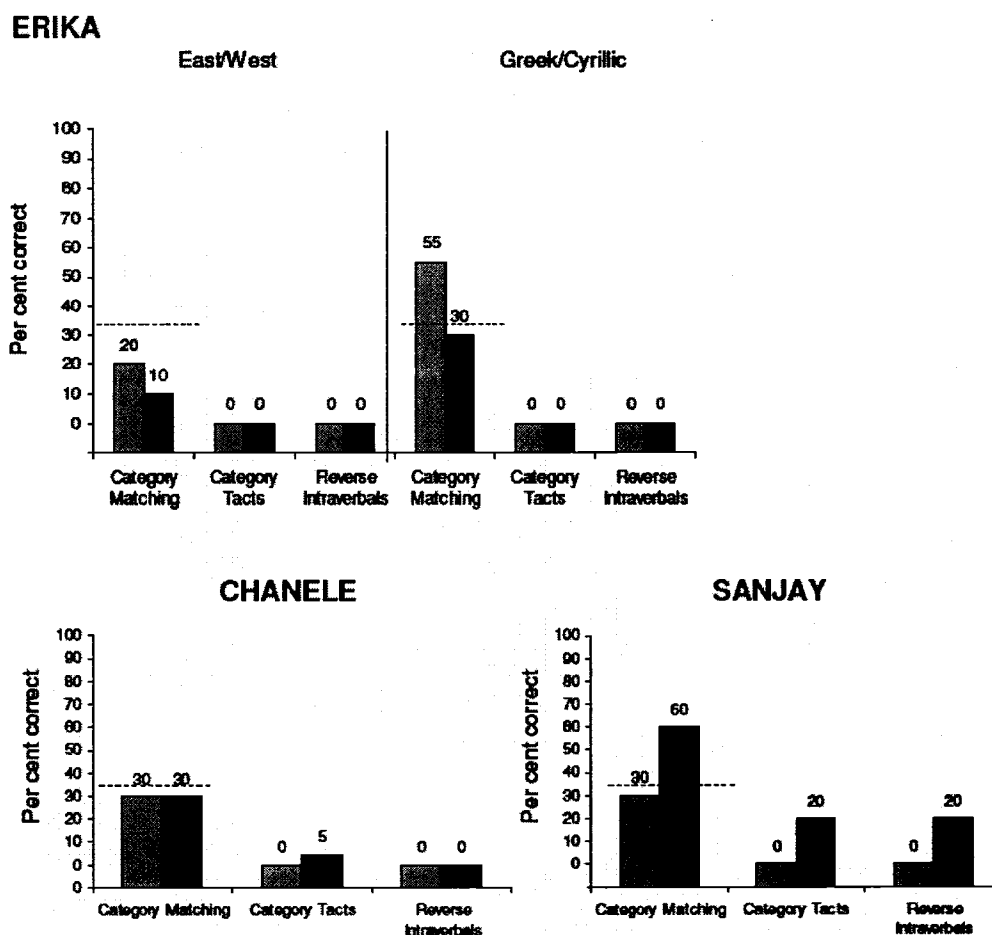 ERIKA
East/West
Greek/Cyrillic
Per cent correct
100
90
80
70
60
50
40
30
20
10
0
20
10
0 0
0 0
55
30
0 0
0 0
Category Matching
Category Tacts
Reverse Intraverbals
Category Matching
Category Tacts
Reverse Intraverbals
CHANELE
Per cent correct
100
90
80
70
60
50
40
30
20
10
0
30 30
0 5
0 0
Category Matching
Category Tacts
Reverse Intraverbals
SANJAY
Per cent correct
100
90
80
70
60
50
40
30
20
10
0
30 60
0 20
0 20
Category Matching
Category Tacts
Reverse Intraverbals